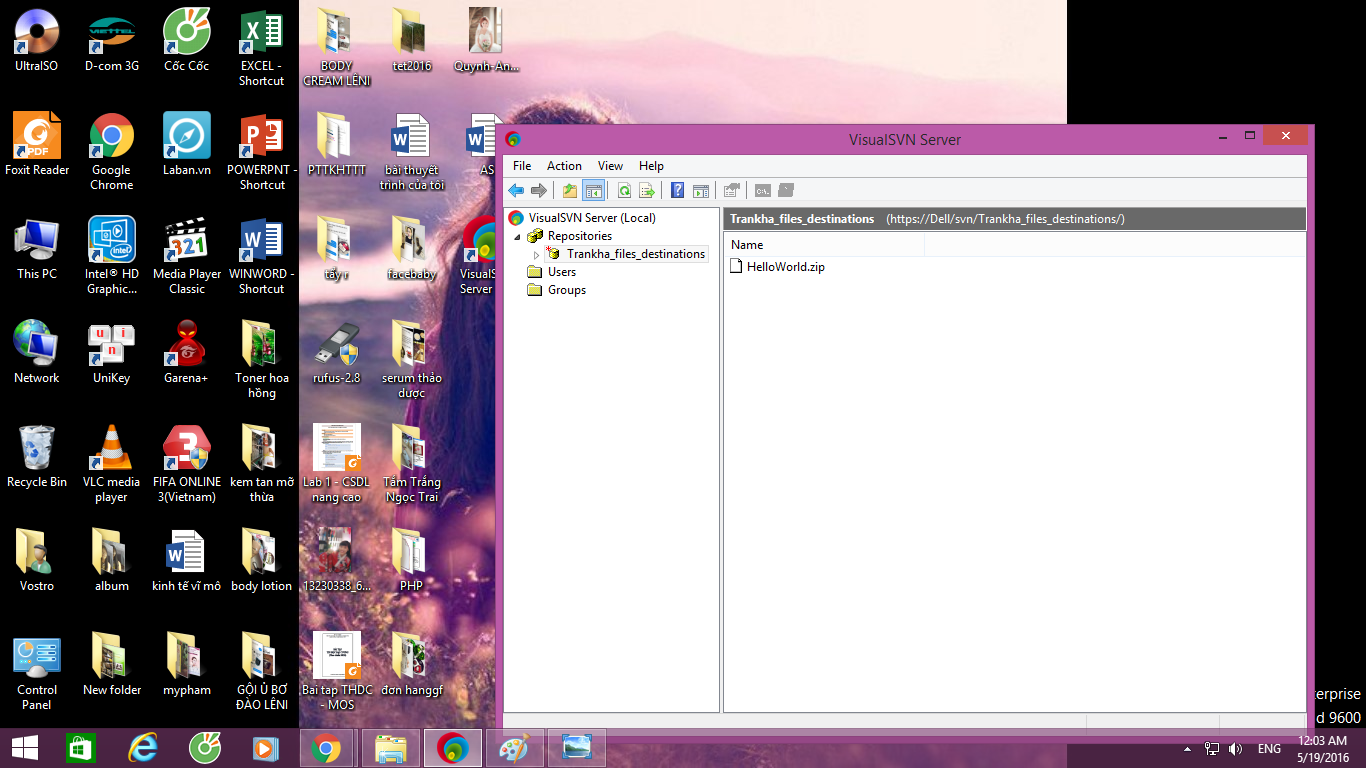 UltraISO
D-com 3G
Cốc Cốc
EXCEL -
Shortcut
BODY
CREAM LÊNI
tet2016
Quynh-An...
Foxit Reader
Google
Chrome
Laban.vn
POWERPNT -
Shortcut
PTTKHTTT
bài thuyết
trình của tôi
AS
This PC
Intel® HD
Graphic...
Media Player
Classic
WINWORD -
Shortcut
tẩy r
facebaby
VisualS
Server
Network
UniKey
Garena+
Toner hoa
hồng
rufus-2.8
serum thảo
dược
Recycle Bin
VLC media
player
FIFA ONLINE
3(Vietnam)
kem tan mỡ
thừa
Lab 1 - CSDL
nang cao
Tắm Trắng
Ngọc Trai
Vostro
album
kinh tế vĩ mô
body lotion
13230338_6...
PHP
Control
Panel
New folder
mypham
GỘI Ủ BƠ
ĐÀO LÊNI
Bai tap THDC
- MOS
đơn hanggf
VisualSVN Server
File Action View Help
VisualSVN Server (Local)
Repositories
Trankha_files_destinations
Users
Groups
Trankha_files_destinations (https://Dell/svn/Trankha_files_destinations/)
Name
HelloWorld.zip
terprise
d 9600
ENG
12:03 AM
5/19/2016